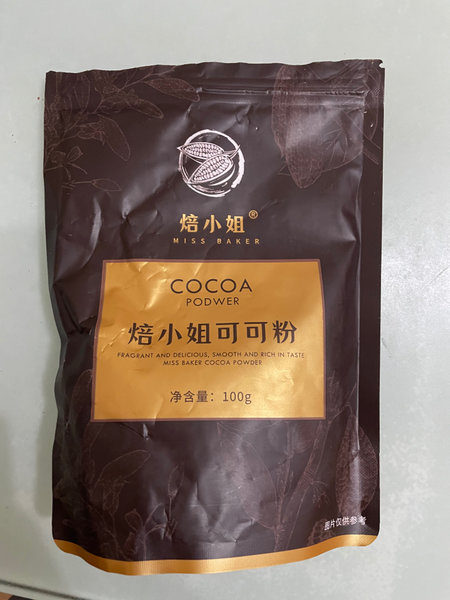 焙小姐®
MISS BAKER
COCOA
PODWER
焙小姐可可粉
FRAGRANT AND DELICIOUS, SMOOTH AND RICH IN TASTE
MISS BAKER COCOA POWDER
净含量：100g
图片仅供参考